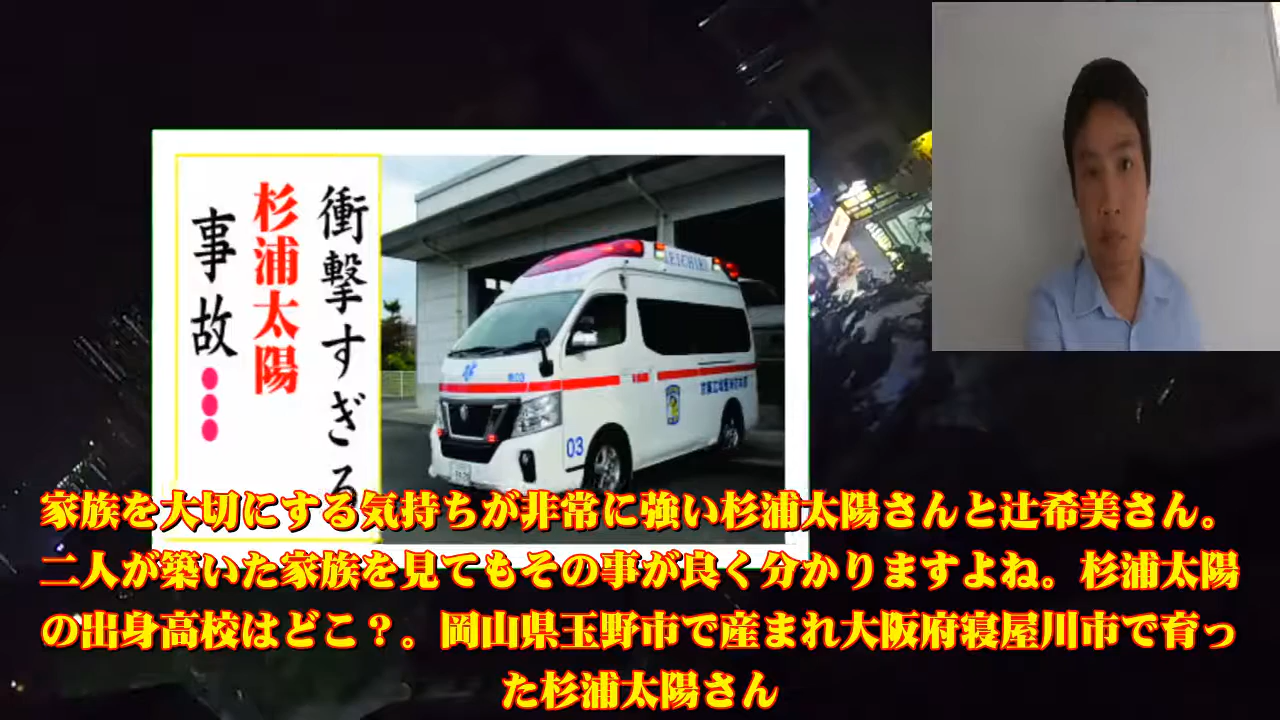 衝撃すぎる
杉浦太陽
事故●●●
03
家族を大切にする気持ちが非常に強い杉浦太陽さんと辻希美さん。
二人が築いた家族を見てもその事が良く分かりますよね。杉浦太陽
の出身高校はどこ？。岡山県玉野市で産まれ大阪府寝屋川市で育っ
た杉浦太陽さん